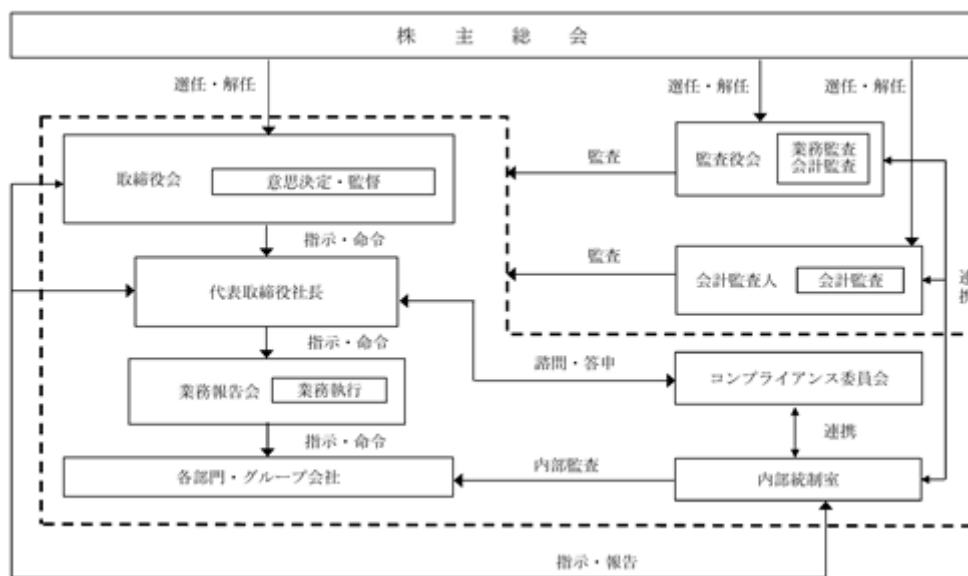 株主総会
選任・解任
選任・解任
選任・解任
取締役会
意思決定・監督
監査
監査役会
業務監査
会計監査
指示・命令
代表取締役社長
監査
会計監査人
会計監査
連携
指示・命令
業務報告会
業務執行
諮問・答申
コンプライアンス委員会
指示・命令
連携
各部門・グループ会社
内部監査
内部統制室
指示・報告